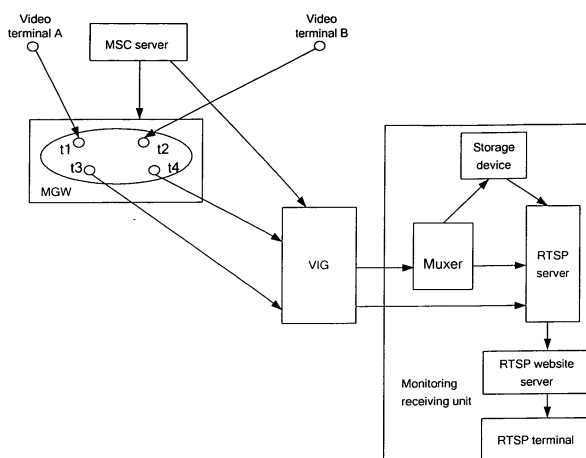 Video
terminal A
MSC server
Video
terminal B
t1
t2
t3
t4
MGW
VIG
Storage
device
Muxer
RTSP
server
RTSP website
server
Monitoring
receiving unit
RTSP terminal